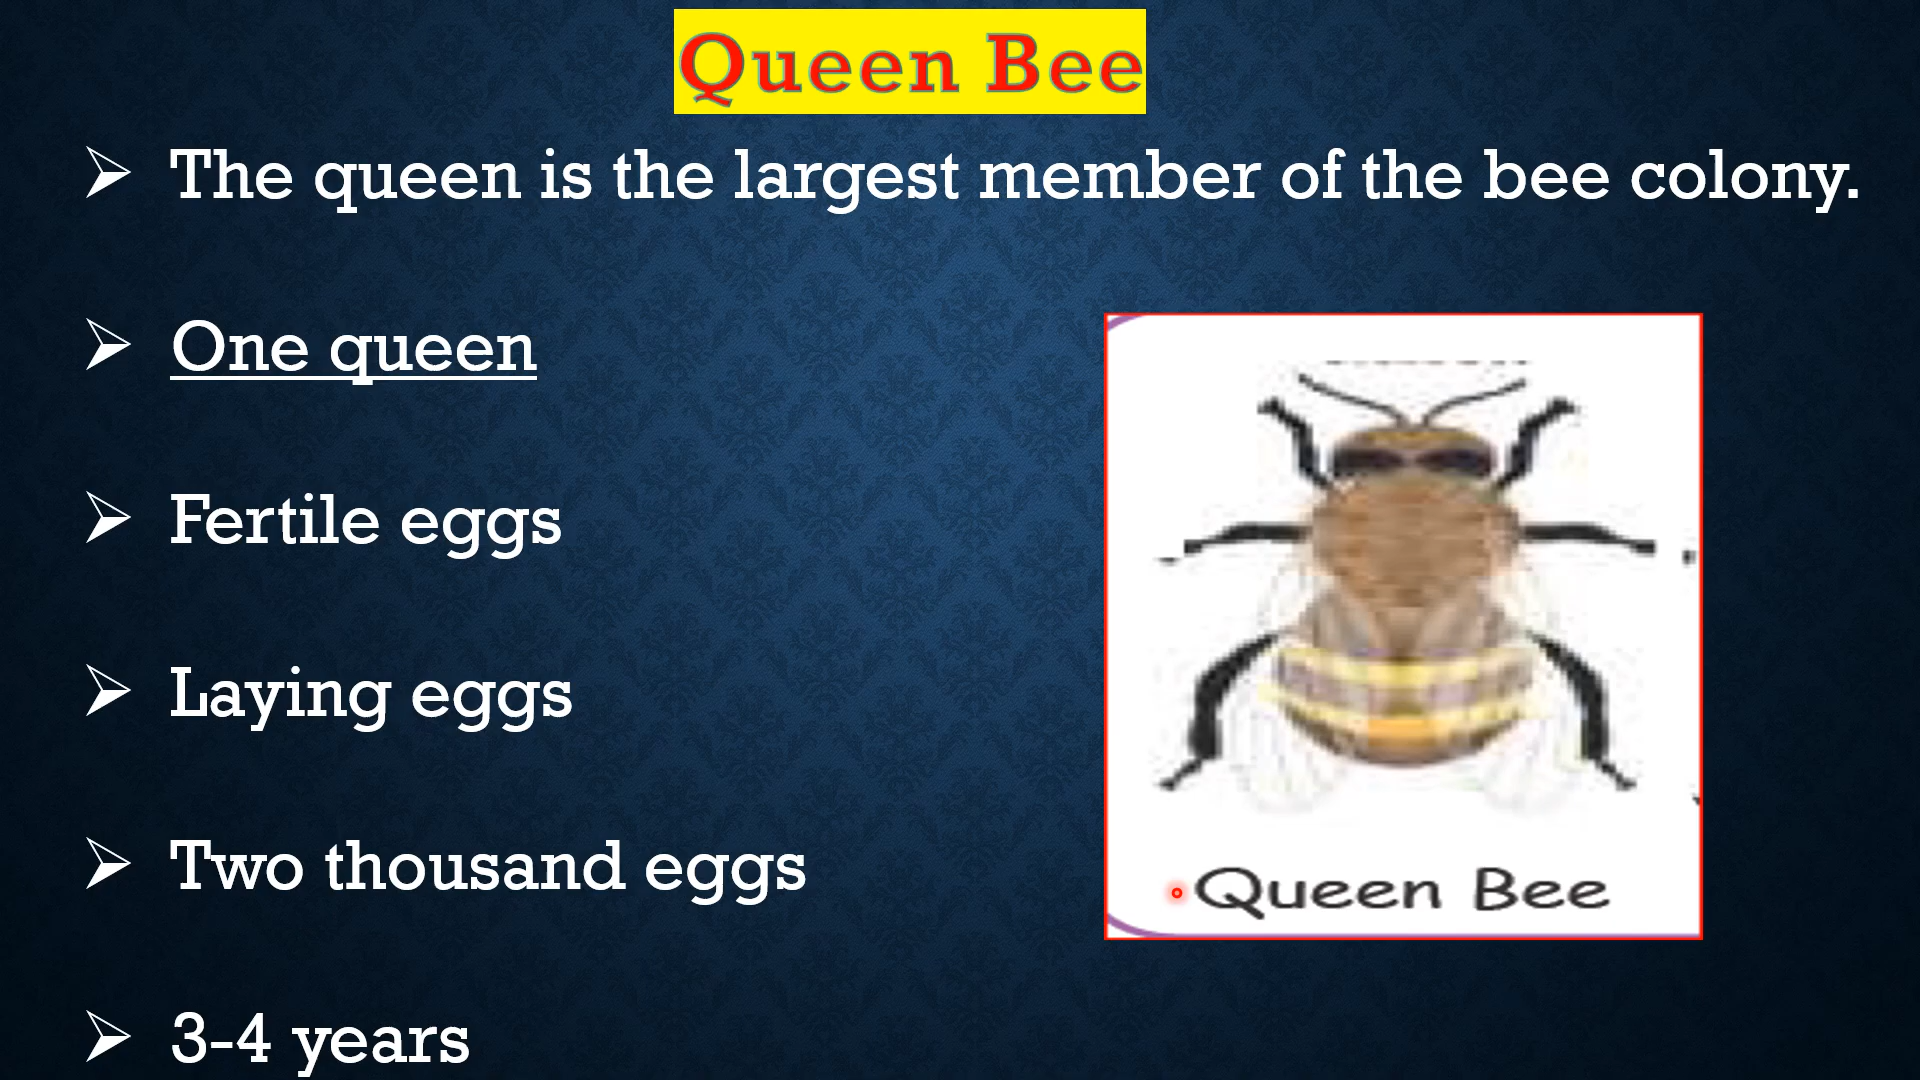 Queen Bee
The queen is the largest member of the bee colony.
One queen
Fertile eggs
Laying eggs
Two thousand eggs
3-4 years
Queen Bee